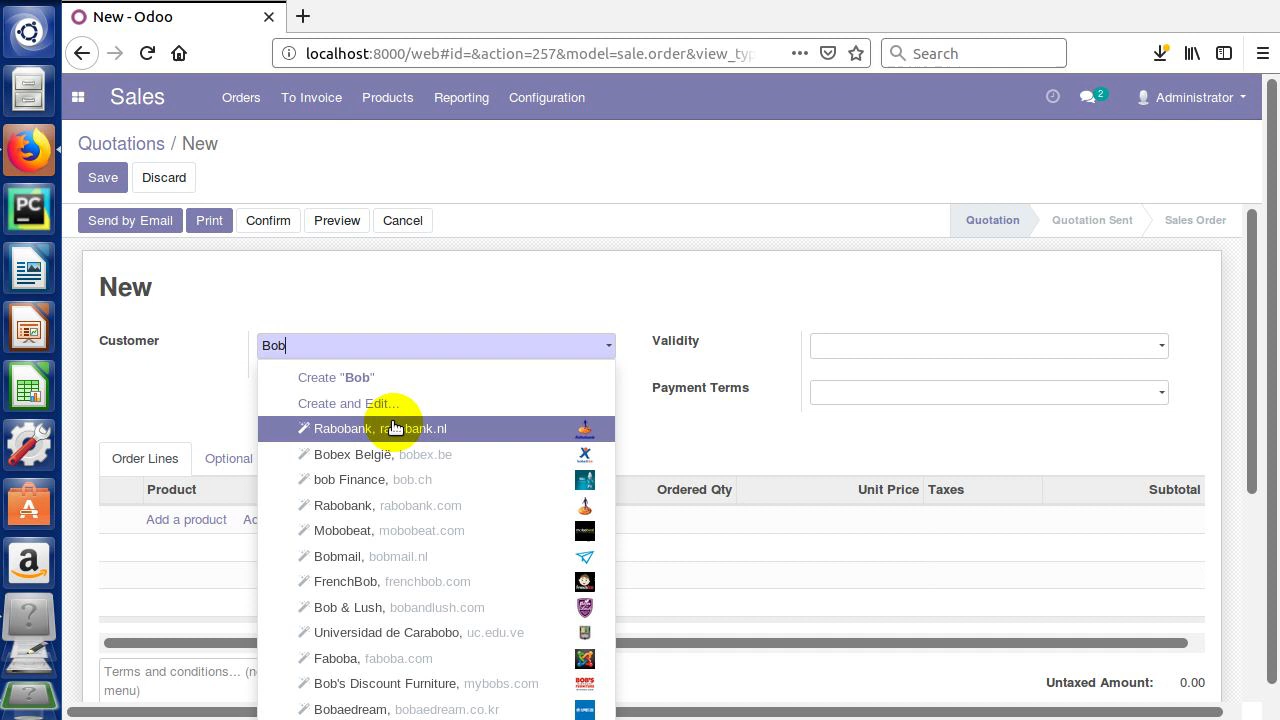 New - Odoo
localhost:8000/web#id=&action=257&model=sale.order&view_typ
Search
Sales
Orders
To Invoice
Products
Reporting
Configuration
2
Administrator
Quotations / New
Save
Discard
Send by Email
Print
Confirm
Preview
Cancel
Quotation
Quotation Sent
Sales Order
New
Customer
Bob
Validity
Payment Terms
Create "Bob"
Create and Edit...
Rabobank, rabobank.nl
Bobex België, bobex.be
bob Finance, bob.ch
Rabobank, rabobank.com
Mobobeat, mobobeat.com
Bobmail, bobmail.nl
FrenchBob, frenchbob.com
Bob & Lush, bobandlush.com
Universidad de Carabobo, uc.edu.ve
Faboba, faboba.com
Bob's Discount Furniture, mybobs.com
Bobaedream, bobaedream.co.kr
Order Lines
Optional
Product
Ordered Qty
Unit Price
Taxes
Subtotal
Add a product
Ad
Terms and conditions... (no
menu)
Untaxed Amount:
0.00
PC